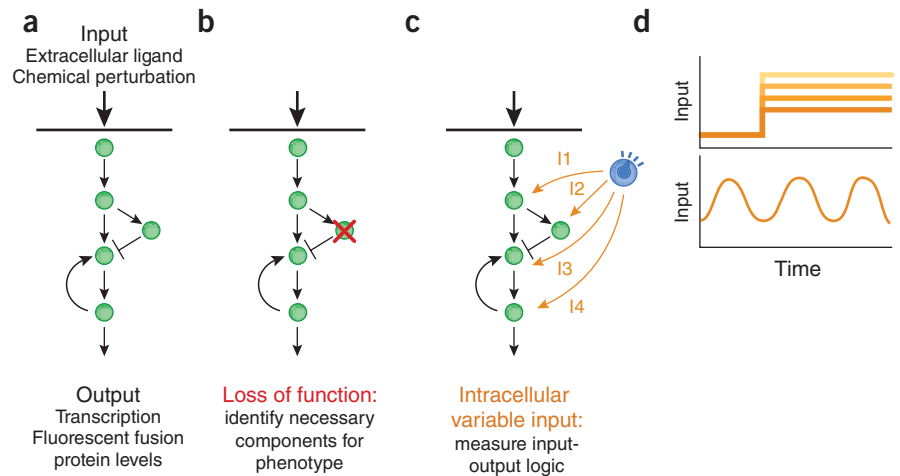 a
Input
Extracellular ligand
Chemical perturbation
Output
Transcription
Fluorescent fusion
protein levels
b
Loss of function:
identify necessary
components for
phenotype
c
I1
I2
I3
I4
Intracellular
variable input:
measure input-
output logic
d
Input
Input
Time